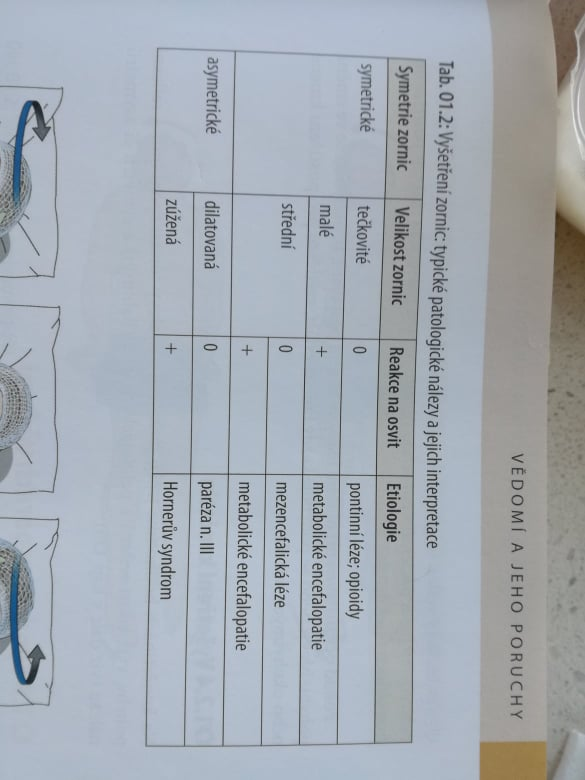 VĚDOMÍ A JEHO PORUCHY
Tab. 01.2: Vyšetření zornic: typické patologické nálezy a jejich interpretace
Symetrie zornic Velikost zornic Reakce na osvit Etiologie
symetrické tečkovité 0 pontinní léze; opioidy
malé + metabolické encefalopatie
střední 0 mezencefalická léze
+ metabolické encefalopatie
asymetrické dilatovaná 0 paréza n. III
zúžená + Hornerův syndrom